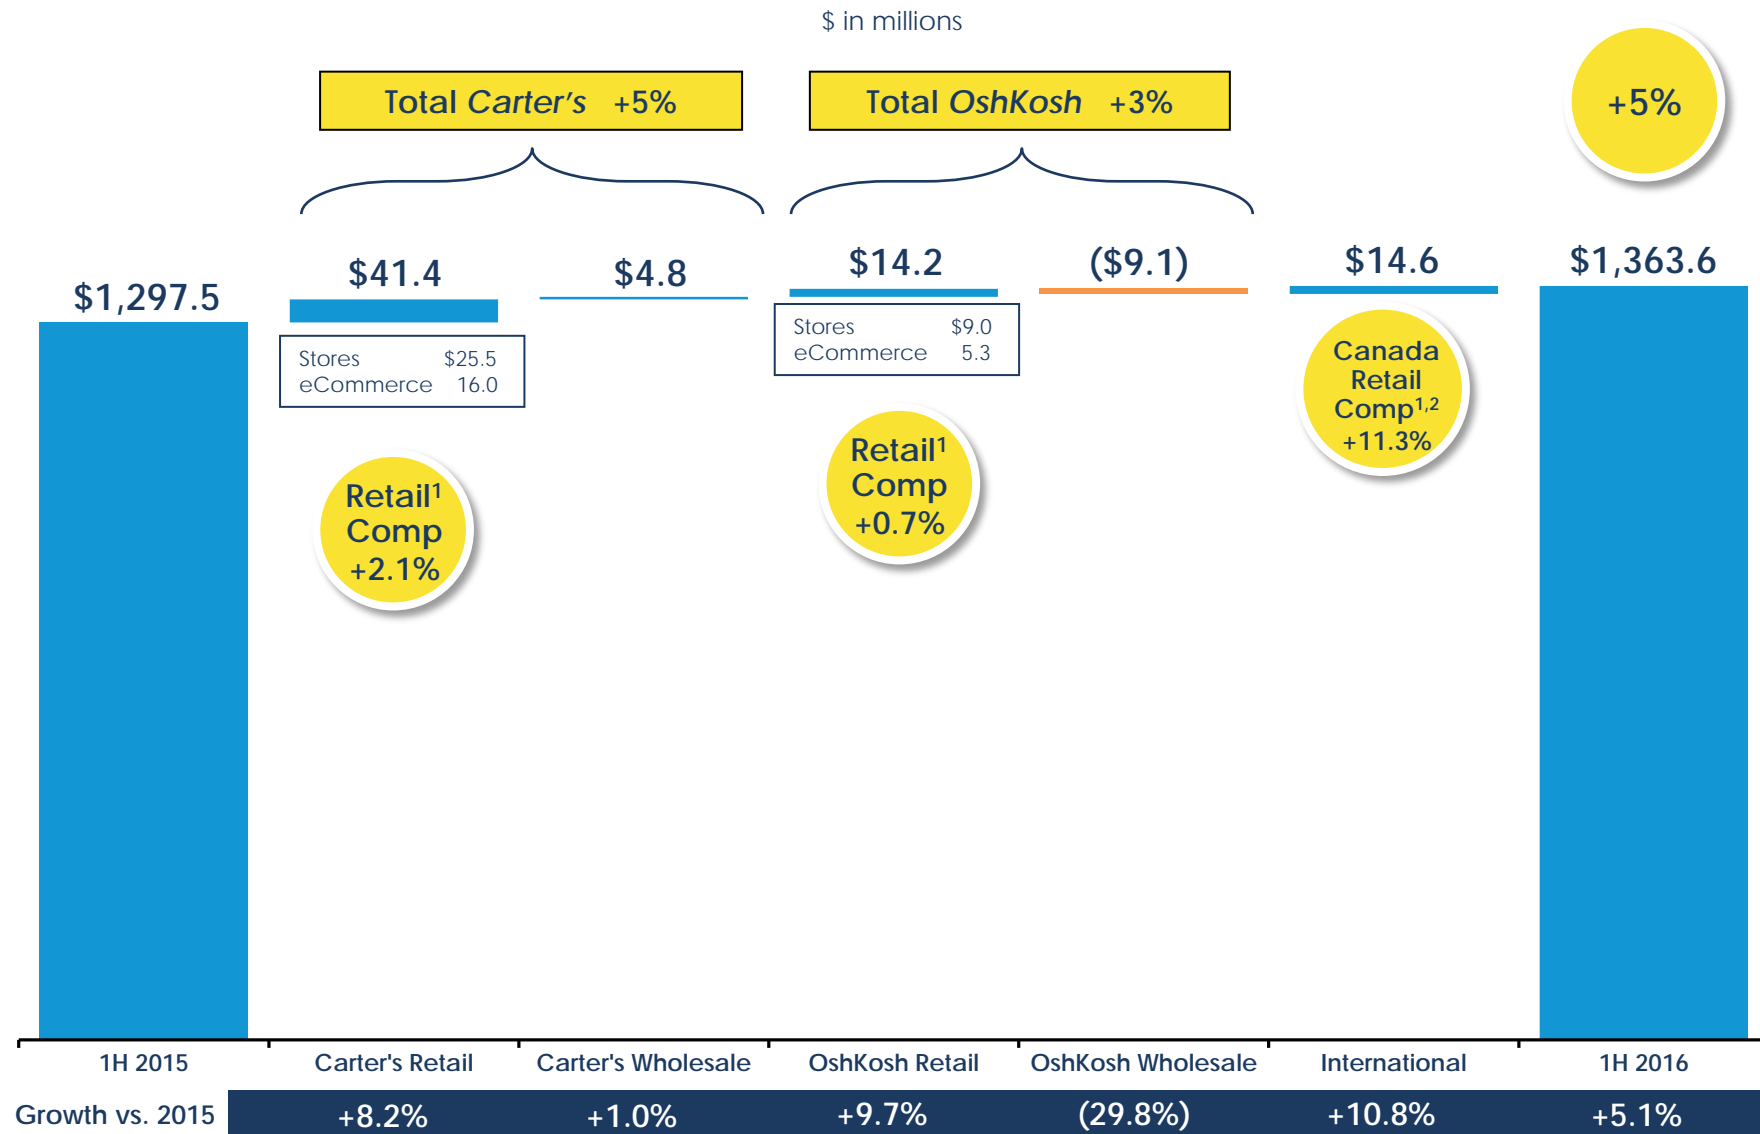 $ in millions
Total Carter's +5%
Total OshKosh +3%
+5%
$1,297.5
$41.4
$4.8
$14.2
($9.1)
$14.6
$1,363.6
Stores $25.5
eCommerce 16.0
Stores $9.0
eCommerce 5.3
Retail¹
Comp
+2.1%
Retail¹
Comp
+0.7%
Canada
Retail
Comp¹,²
+11.3%
1H 2015
Carter's Retail
Carter's Wholesale
OshKosh Retail
OshKosh Wholesale
International
1H 2016
Growth vs. 2015 +8.2% +1.0% +9.7% (29.8%) +10.8% +5.1%